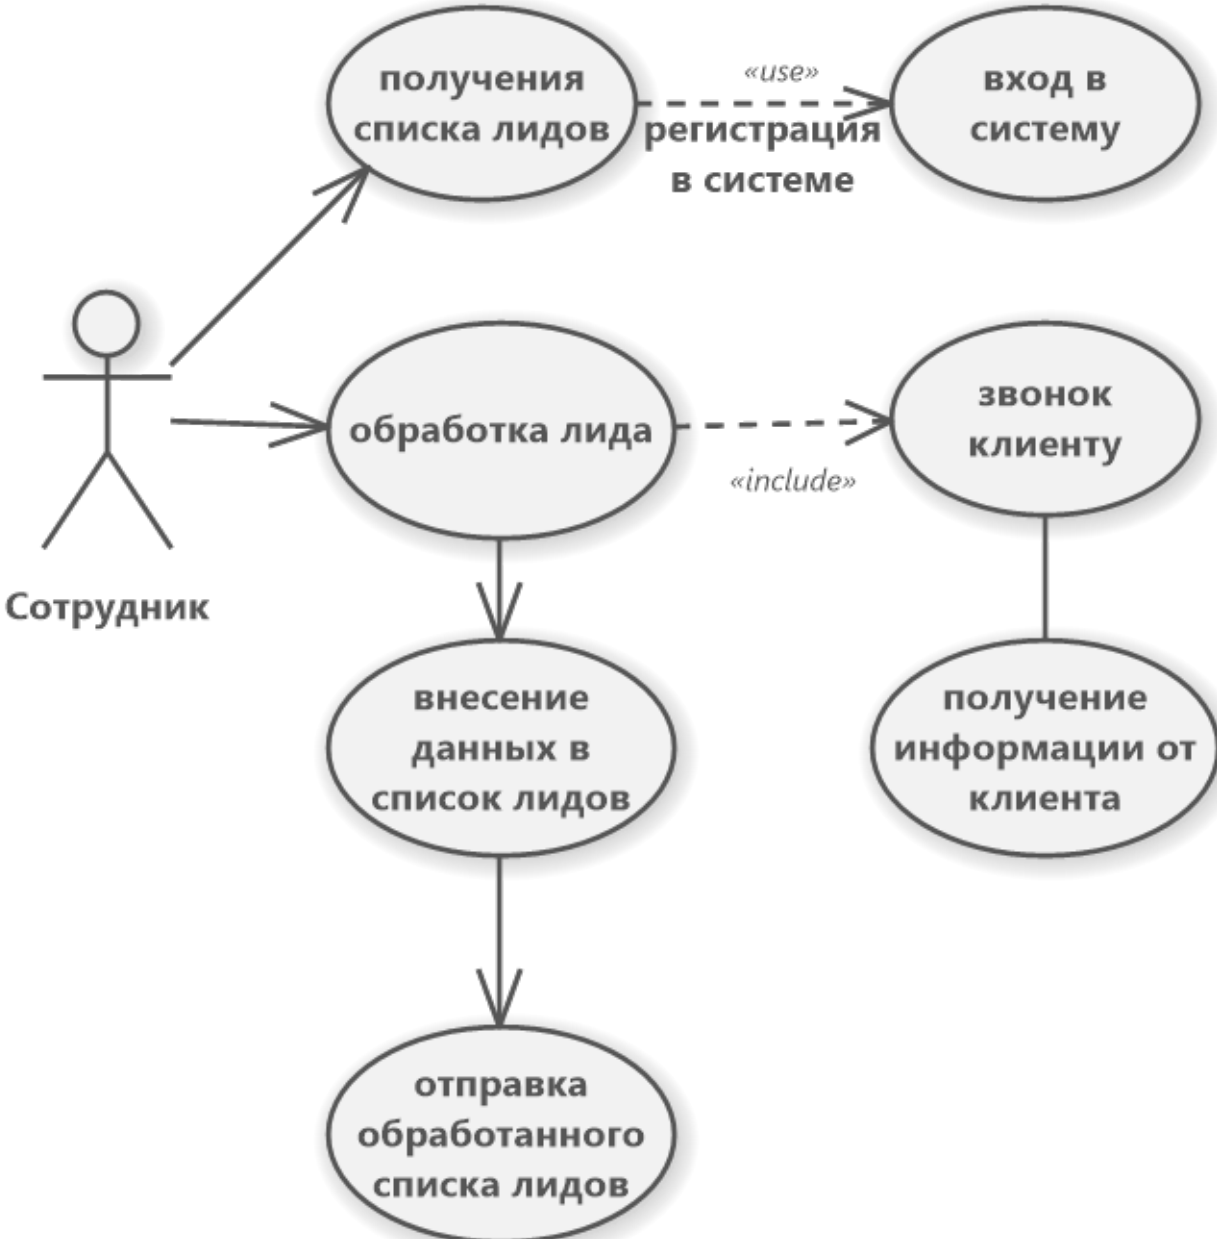 получения
списка лидов
«use»
регистрация
в системе
вход в
систему
Сотрудник
обработка лида
«include»
звонок
клиенту
внесение
данных в
список лидов
получение
информации от
клиента
отправка
обработанного
списка лидов